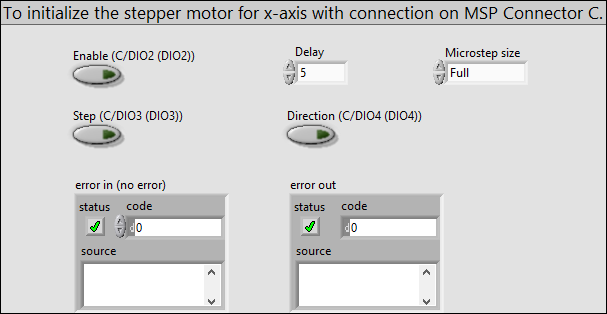 To initialize the stepper motor for x-axis with connection on MSP Connector C.
Enable (C/DIO2 (DIO2))
Delay
Microstep size
5
Full
Step (C/DIO3 (DIO3))
Direction (C/DIO4 (DIO4))
error in (no error)
error out
status
code
status
code
d0
d0
source
source